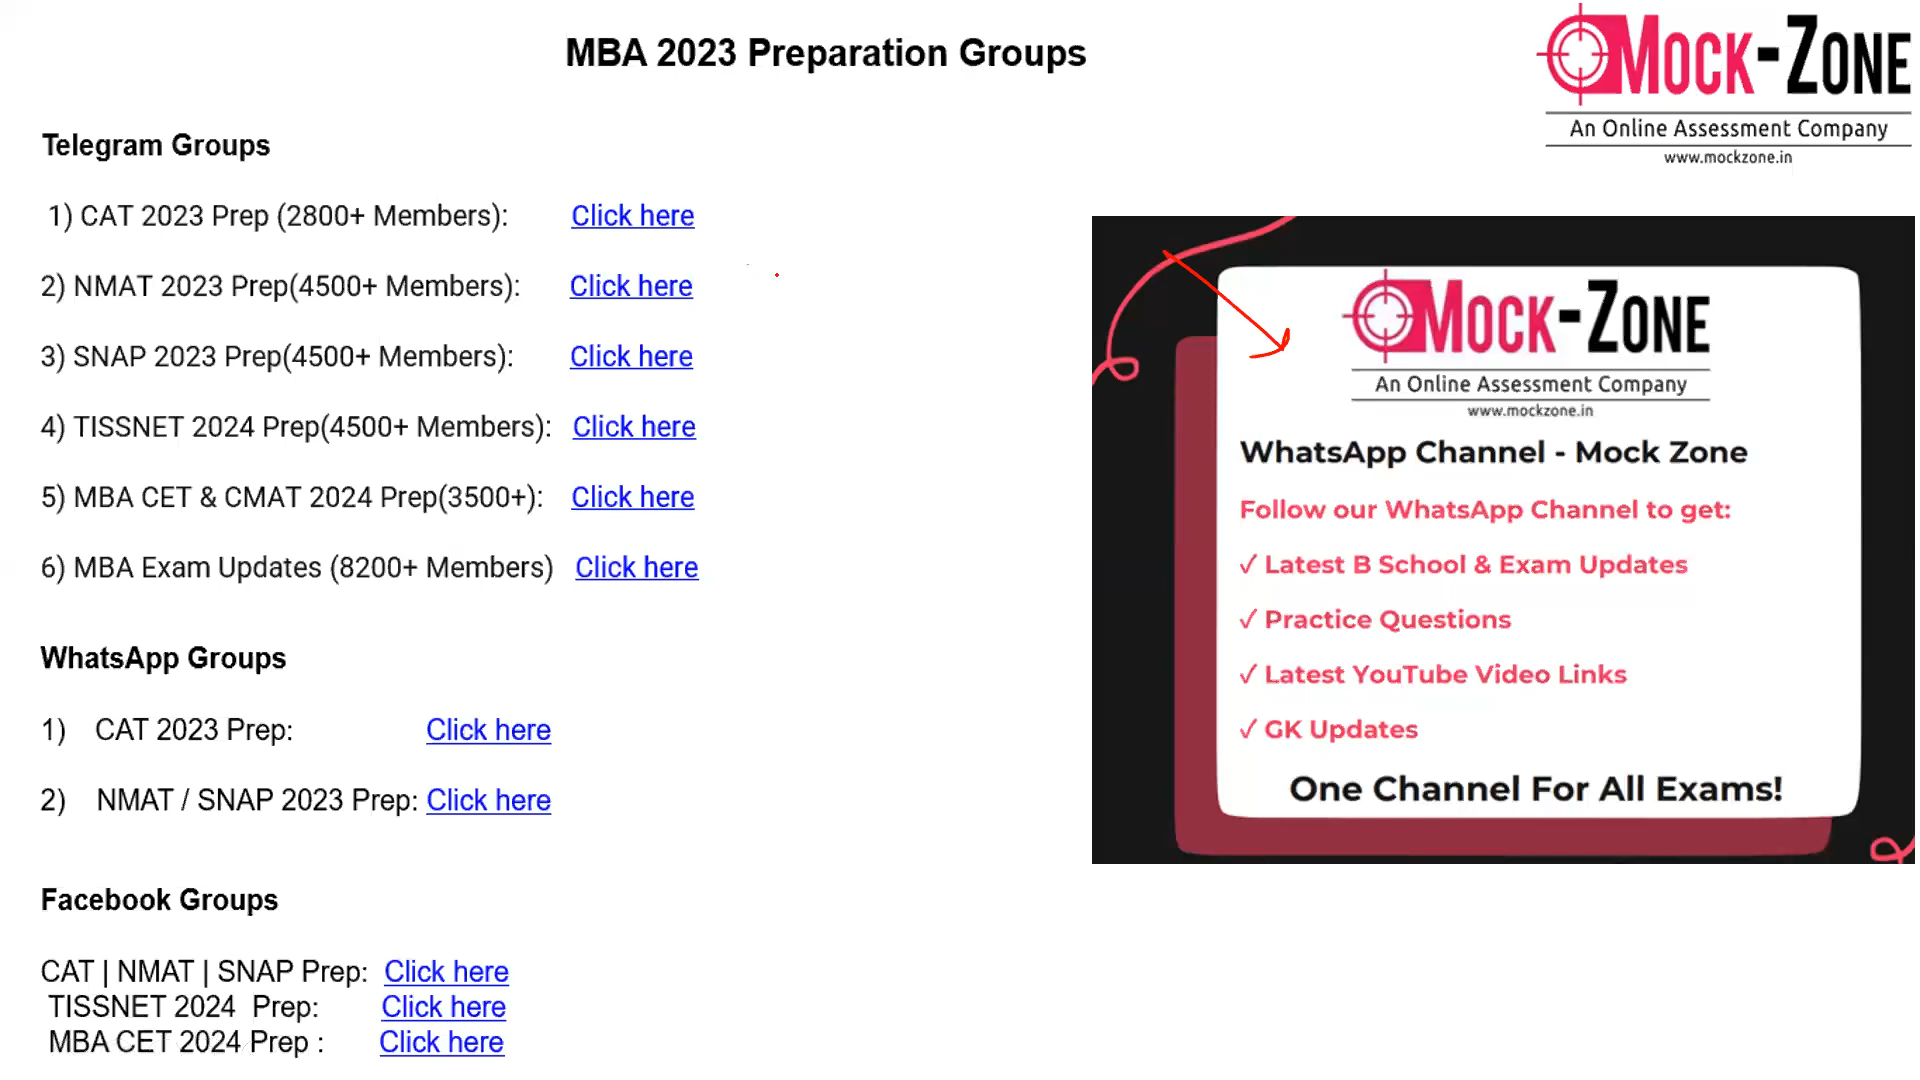 MBA 2023 Preparation Groups
MOCK-ZONE
An Online Assessment Company
www.mockzone.in
Telegram Groups
1) CAT 2023 Prep (2800+ Members): Click here
2) NMAT 2023 Prep(4500+ Members): Click here
3) SNAP 2023 Prep(4500+ Members): Click here
4) TISSNET 2024 Prep(4500+ Members): Click here
5) MBA CET & CMAT 2024 Prep(3500+): Click here
6) MBA Exam Updates (8200+ Members) Click here
WhatsApp Groups
1) CAT 2023 Prep: Click here
2) NMAT / SNAP 2023 Prep: Click here
Facebook Groups
CAT | NMAT | SNAP Prep: Click here
TISSNET 2024 Prep: Click here
MBA CET 2024 Prep : Click here
MOCK-ZONE
An Online Assessment Company
www.mockzone.in
WhatsApp Channel - Mock Zone
Follow our WhatsApp Channel to get:
✓ Latest B School & Exam Updates
✓ Practice Questions
✓ Latest YouTube Video Links
✓ GK Updates
One Channel For All Exams!